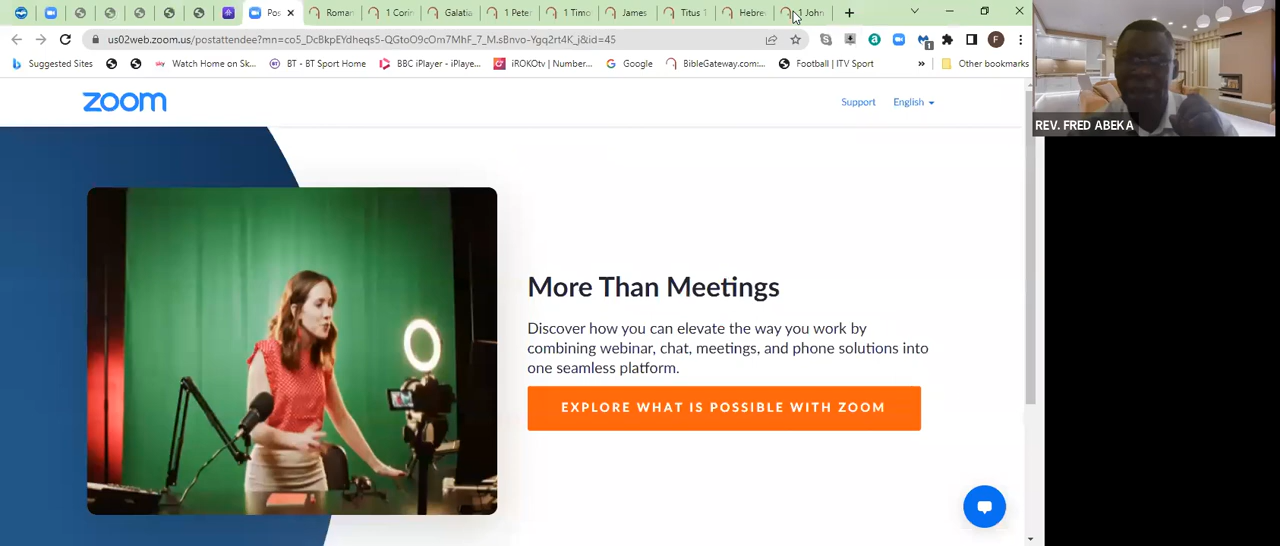 Pos
Roman
1 Corin
Galatia
1 Peter
1 Timo
James
Titus 1
Hebre
1 John
us02web.zoom.us/postattendee?mn=co5_DcBkpEYdheqs5-QGtoO9cOm7MhF_7_M.sBnvo-Ygq2rt4K_j&id=45
1
F
Suggested Sites
Watch Home on Sk...
BT - BT Sport Home
BBC iPlayer - iPlaye...
iROKOtv | Number...
Google
BibleGateway.com:...
Football | ITV Sport
»
Other bookmarks
zoom
Support
English
REV. FRED ABEKA
More Than Meetings
Discover how you can elevate the way you work by
combining webinar, chat, meetings, and phone solutions into
one seamless platform.
EXPLORE WHAT IS POSSIBLE WITH ZOOM